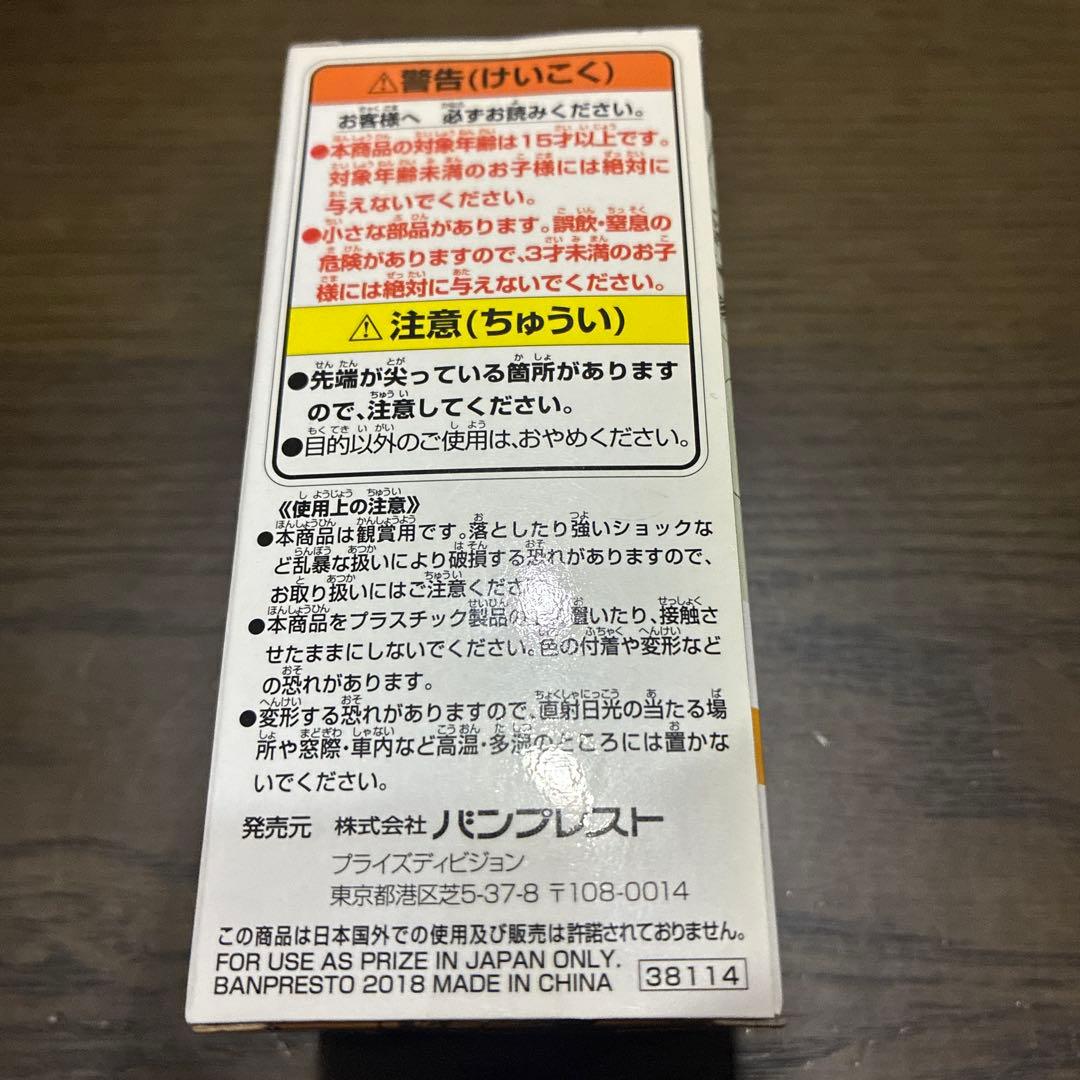 ⚠警告(けいこく)
お客様へ 必ずお読みください。
●本商品の対象年齢は15才以上です。
対象年齢未満のお子様には絶対に
与えないでください。
●小さな部品があります。誤飲・窒息の
危険がありますので、3才未満のお子
様には絶対に与えないでください。
⚠注意(ちゅうい)
●先端が尖っている箇所があります
ので、注意してください。
●目的以外のご使用は、おやめください。
《使用上の注意》
●本商品は観賞用です。落としたり強いショックな
ど乱暴な扱いにより破損する恐れがありますので、
お取り扱いにはご注意くださ
●本商品をプラスチック製品の 置いたり、接触さ
せたままにしないでください。色の付着や変形など
の恐れがあります。
●変形する恐れがありますので、直射日光の当たる場
所や窓際・車内など高温・多湿のところには置かな
いでください。
発売元 株式会社バンプレスト
プライズディビジョン
東京都港区芝5-37-8 〒108-0014
この商品は日本国外での使用及び販売は許諾されておりません。
FOR USE AS PRIZE IN JAPAN ONLY.
BANPRESTO 2018 MADE IN CHINA 38114